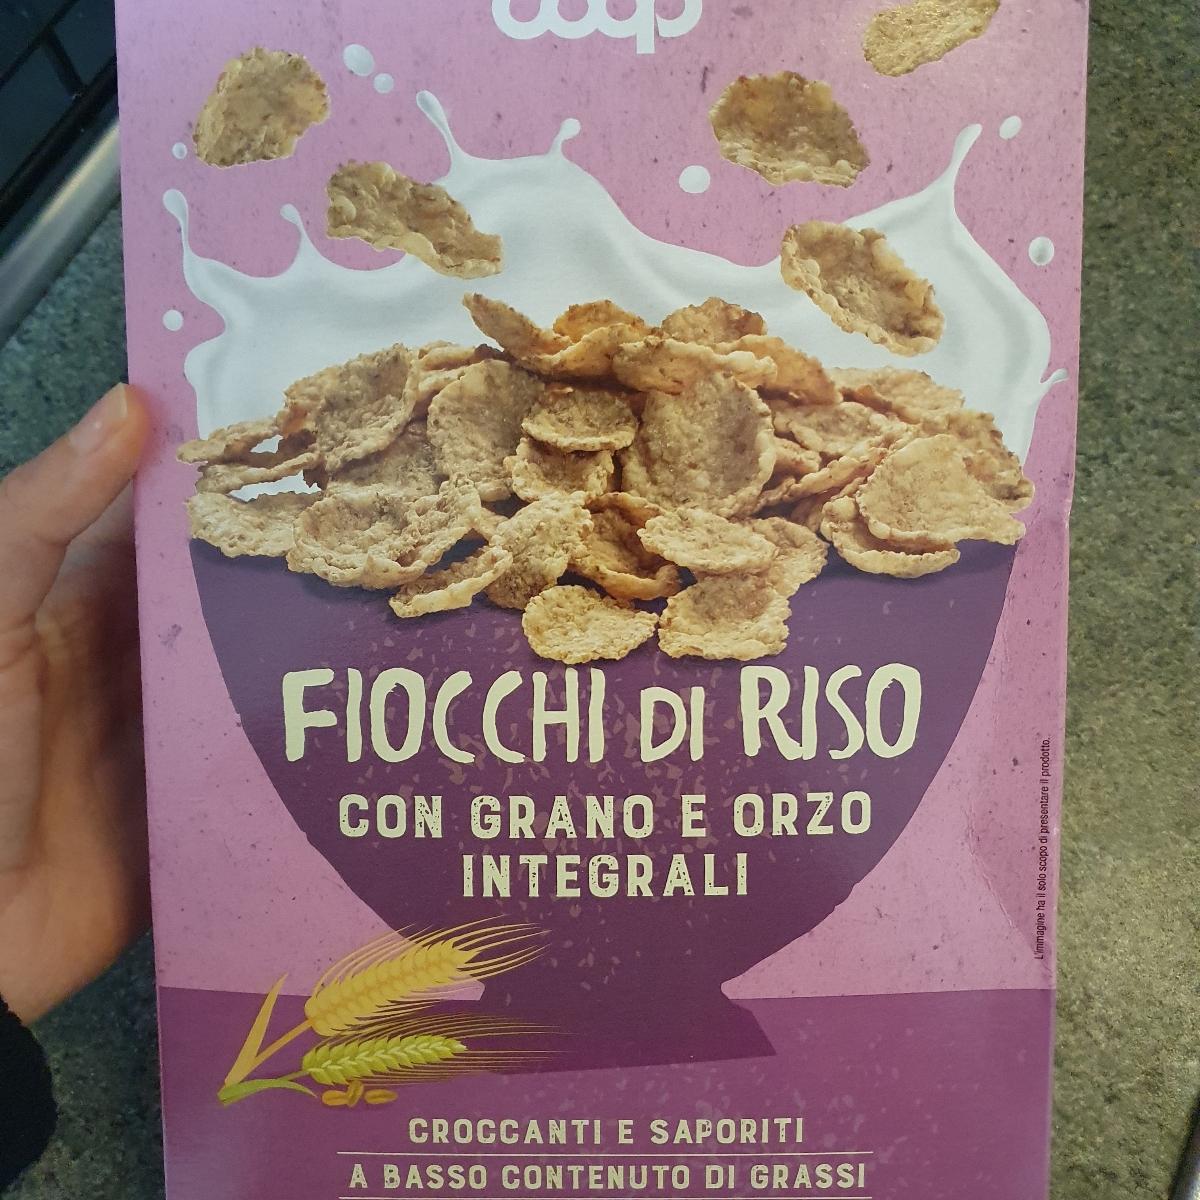 coop
FIOCCHI DI RISO
CON GRANO E ORZO
INTEGRALI
L'immagine ha il solo scopo di presentare il prodotto.
CROCCANTI E SAPORITI
A BASSO CONTENUTO DI GRASSI